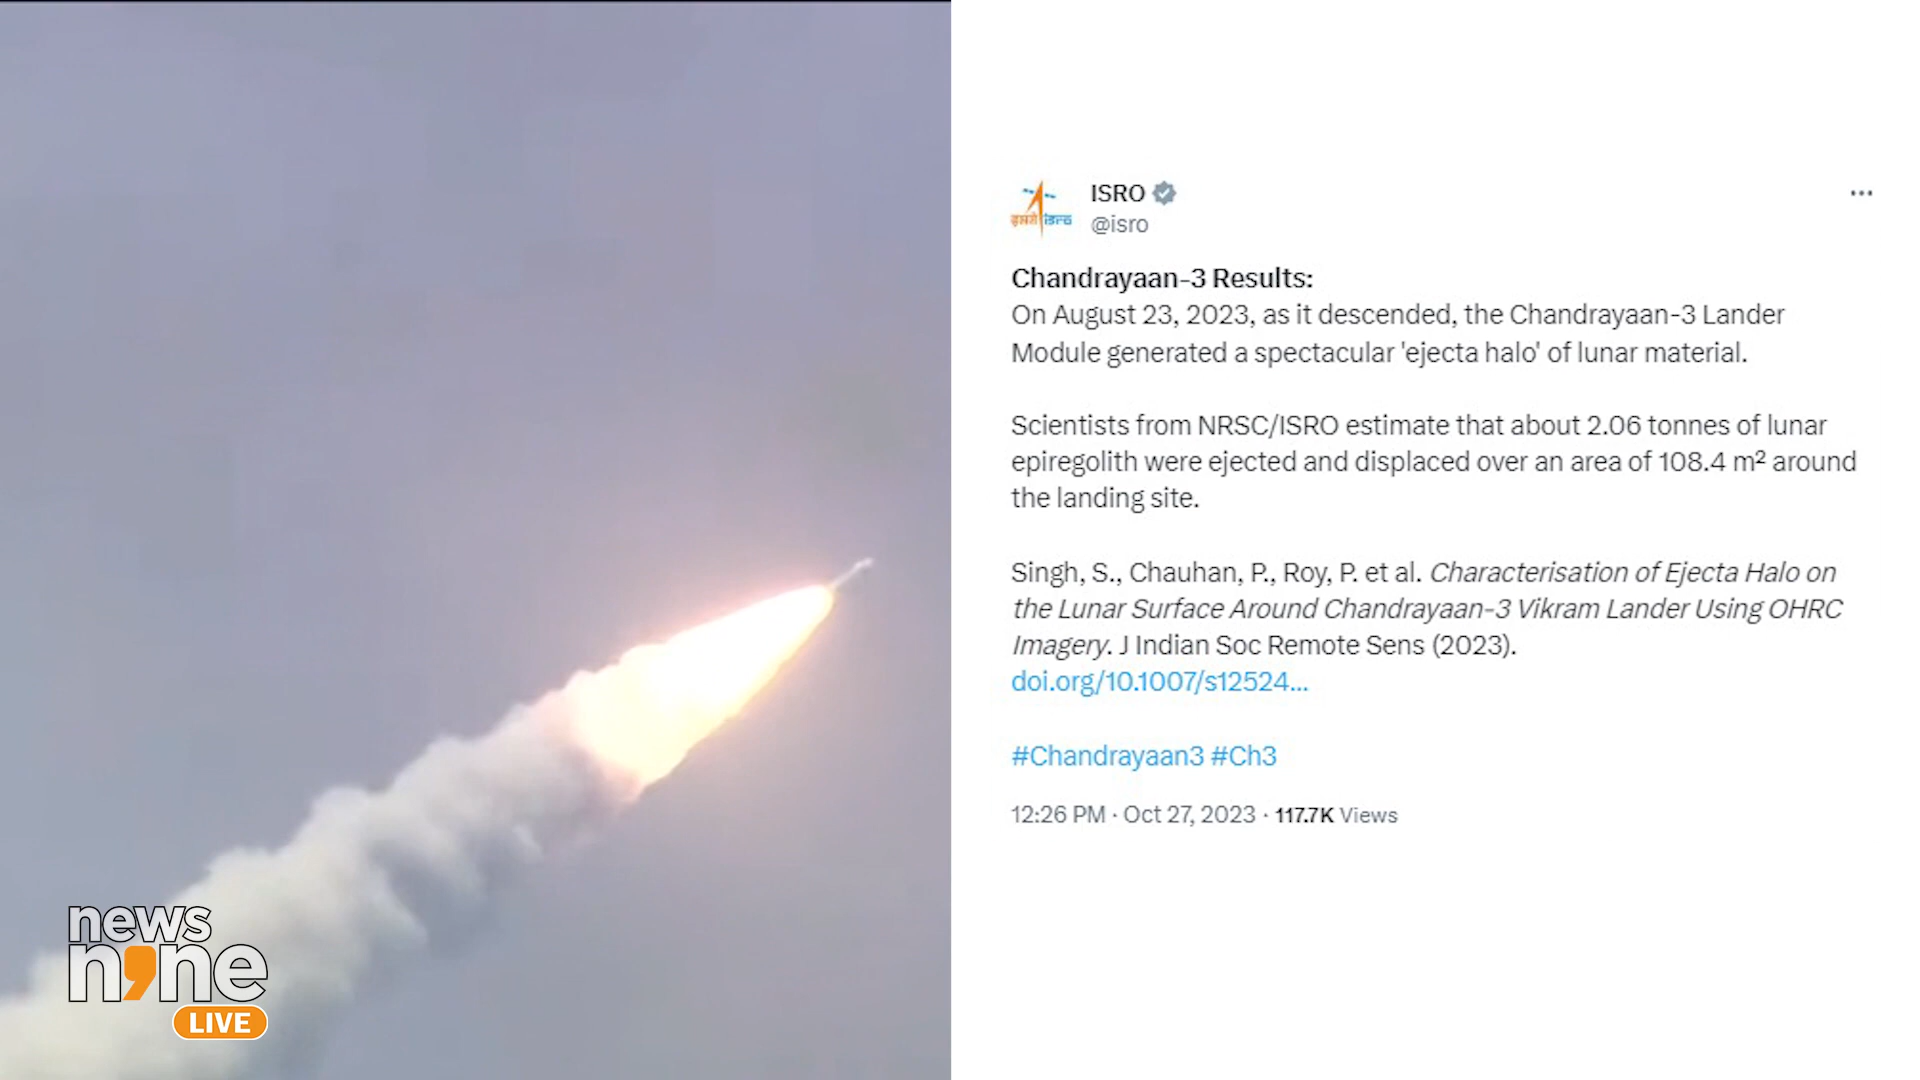 ISRO
@isro
इसरो isro
Chandrayaan-3 Results:
On August 23, 2023, as it descended, the Chandrayaan-3 Lander
Module generated a spectacular 'ejecta halo' of lunar material.
Scientists from NRSC/ISRO estimate that about 2.06 tonnes of lunar
epiregolith were ejected and displaced over an area of 108.4 m² around
the landing site.
Singh, S., Chauhan, P., Roy, P. et al. Characterisation of Ejecta Halo on
the Lunar Surface Around Chandrayaan-3 Vikram Lander Using OHRC
Imagery. J Indian Soc Remote Sens (2023).
doi.org/10.1007/s12524...
#Chandrayaan3 #Ch3
12:26 PM · Oct 27, 2023 · 117.7K Views
news
n9ne
LIVE